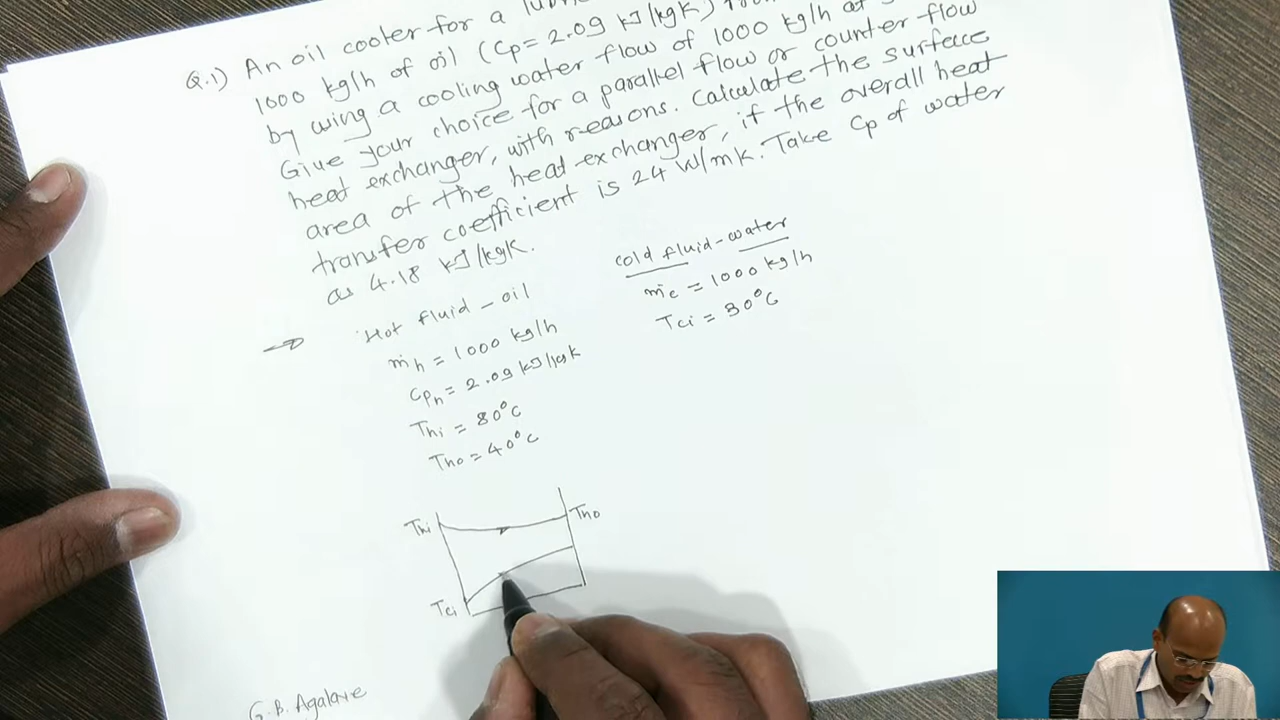 Q.1) An oil cooler for a
1000 kg/h of oil (Cp= 2.09 kJ/kgK)
by using a cooling water flow of 1000 kg/h at
Give your choice for a parallel flow or counter flow
heat exchanger, with reasons. Calculate the surface
area of the heat exchanger, if the overall heat
transfer coefficient is 24 W/mK. Take Cp of water
as 4.18 kJ/kgK.
Hot fluid - oil
ṁh = 1000 kg/h
Cph = 2.09 kJ/kgK
Thi = 80°C
Tho = 40°C
cold fluid-water
ṁc = 1000 kg/h
Tci = 30°C
Thi
Tho
Tci
G.B. Agalave